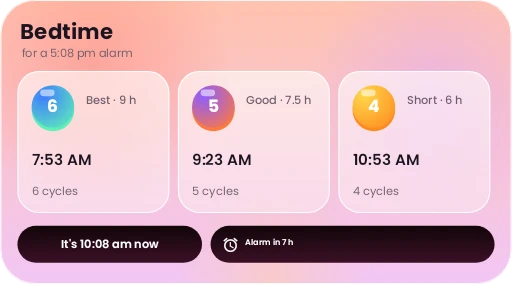 Bedtime
for a 5:08 pm alarm
6 Best · 9 h
7:53 AM
6 cycles
5 Good · 7.5 h
9:23 AM
5 cycles
4 Short · 6 h
10:53 AM
4 cycles
It's 10:08 am now
Alarm in 7 h